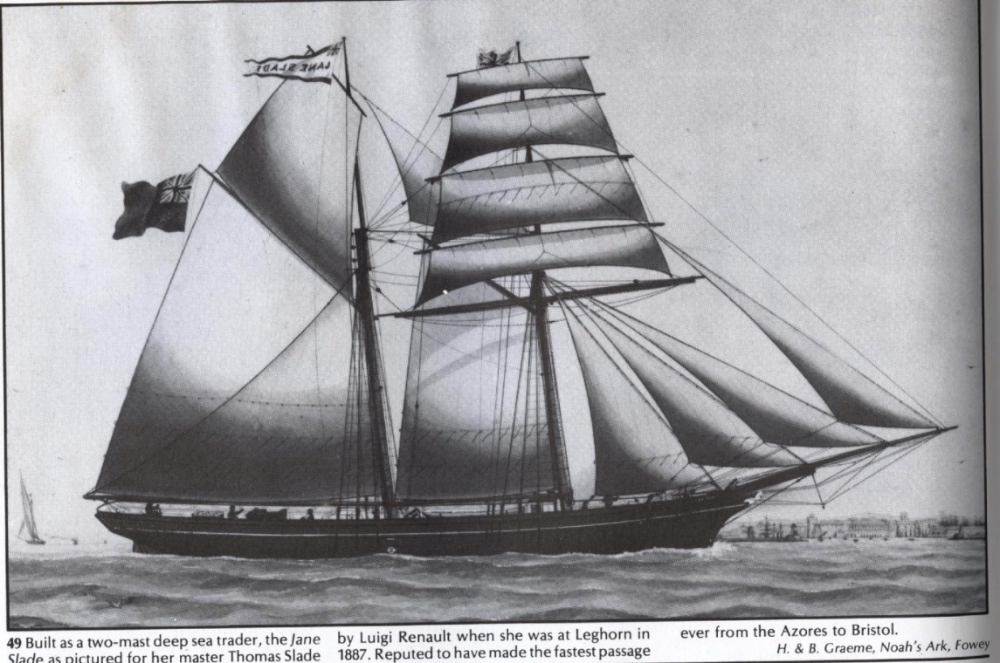 JANE SLADE
49 Built as a two-mast deep sea trader, the Jane
Slade as pictured for her master Thomas Slade
by Luigi Renault when she was at Leghorn in
1887. Reputed to have made the fastest passage
ever from the Azores to Bristol.
H. & B. Graeme, Noah's Ark, Fowey